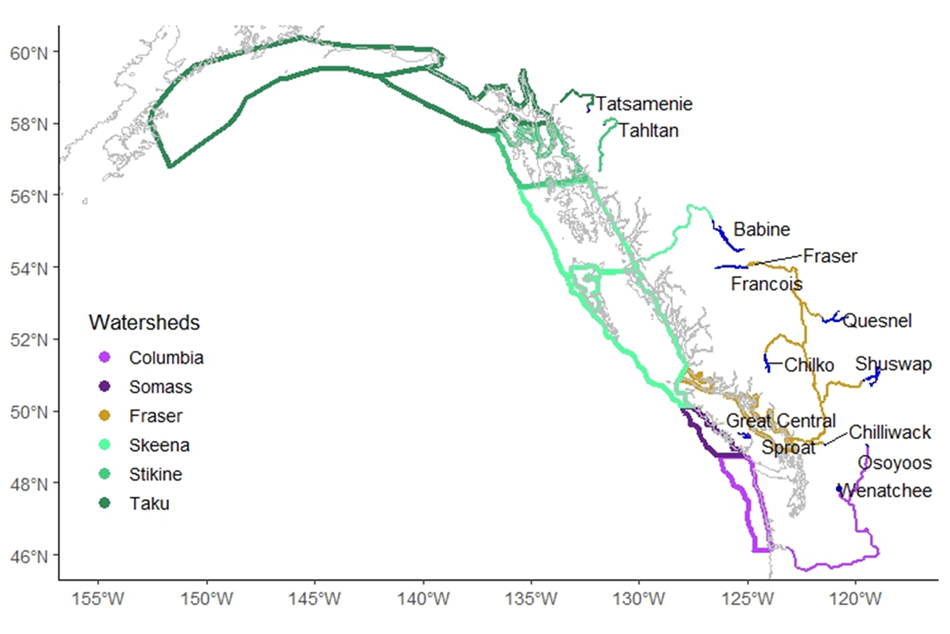 60°N
58°N
56°N
54°N
52°N
50°N
48°N
46°N
Tatsamenie
Tahltan
Babine
Fraser
Francois
Quesnel
Chilko
Shuswap
Great Central
Chilliwack
Sproat
Osoyoos
Wenatchee
Watersheds
Columbia
Somass
Fraser
Skeena
Stikine
Taku
155°W
150°W
145°W
140°W
135°W
130°W
125°W
120°W